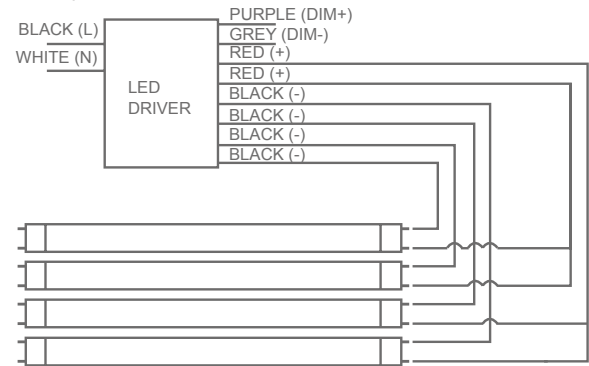 PURPLE (DIM+)
BLACK (L)
GREY (DIM-)
RED (+)
WHITE (N)
RED (+)
LED
DRIVER
BLACK (-)
BLACK (-)
BLACK (-)
BLACK (-)